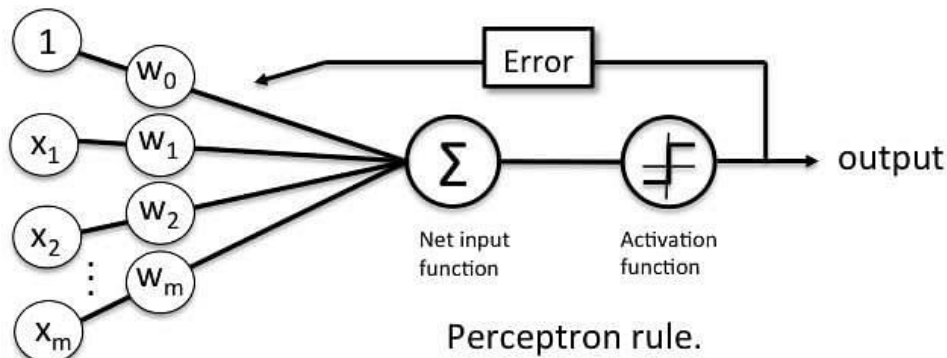 1
w0
Error
x1
w1
Σ
output
x2
w2
Net input
function
Activation
function
wm
xm
Perceptron rule.